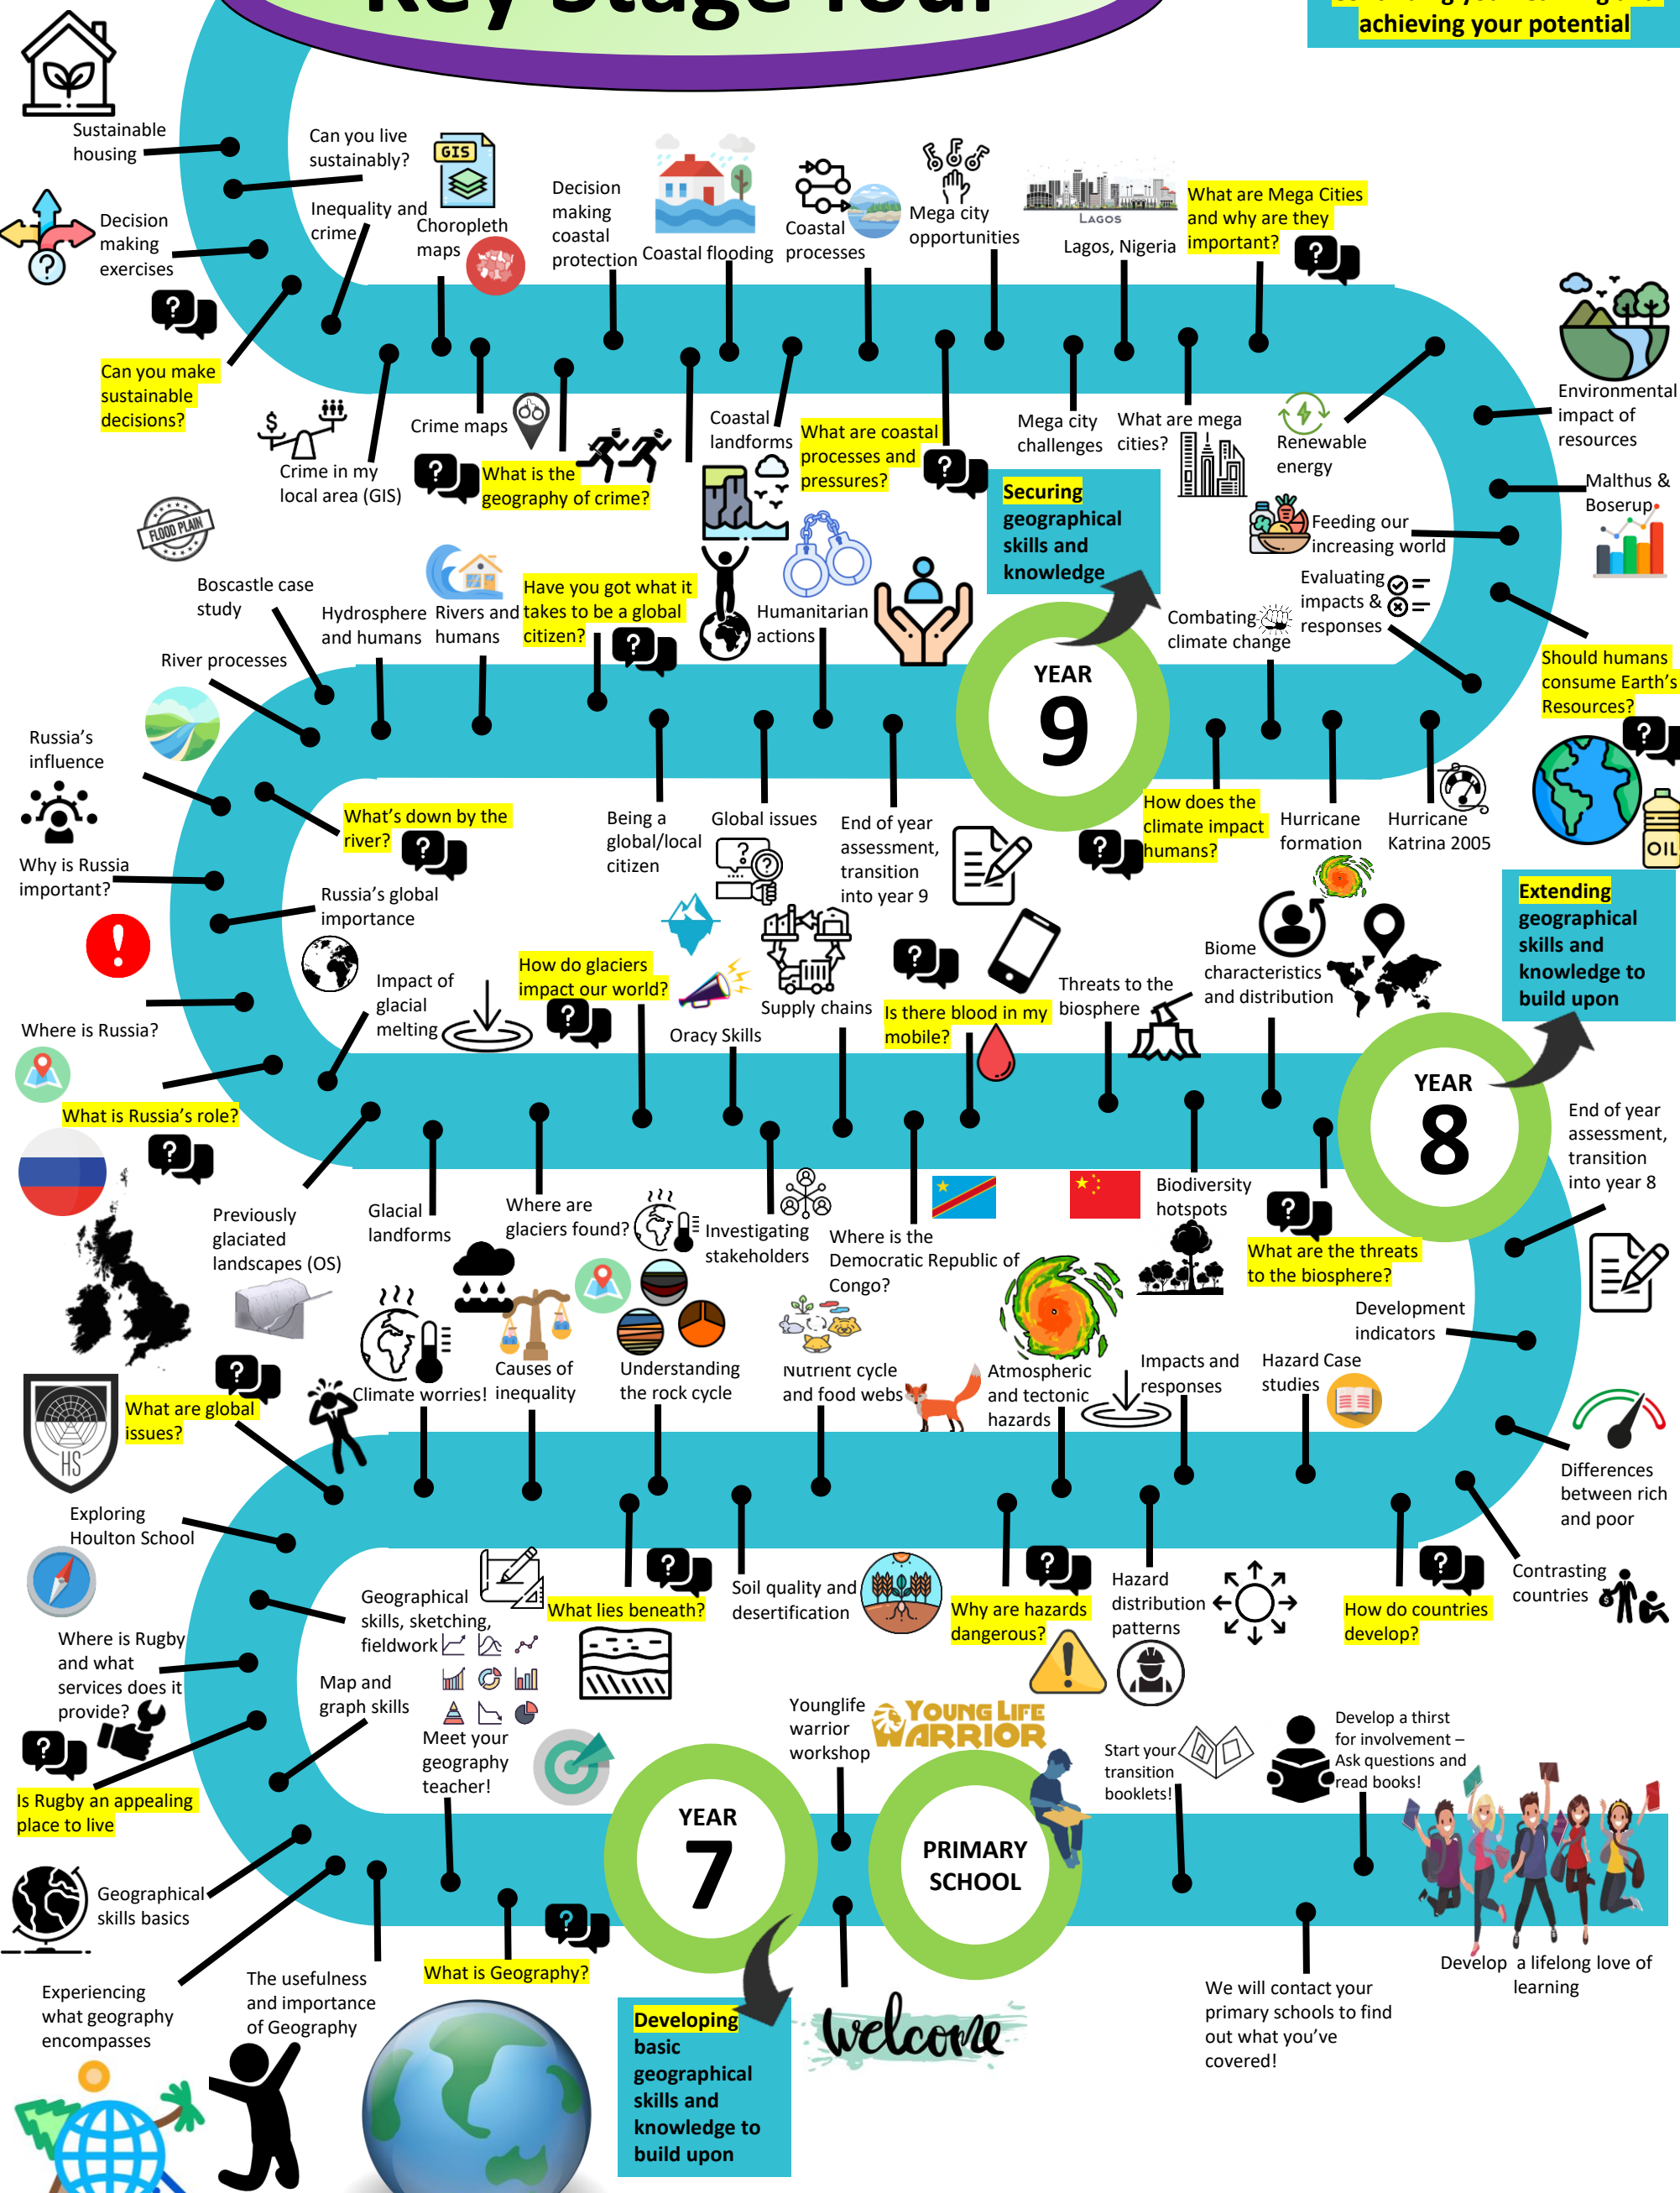 Key Stage Four
achieving your potential
Sustainable
housing
Can you live
sustainably?
GIS
Decision
making
exercises
Inequality and
crime
Choropleth
maps
Decision
making
coastal
protection
Coastal flooding
Coastal
processes
Mega city
opportunities
LAGOS
Lagos, Nigeria
What are Mega Cities
and why are they
important?
Can you make
sustainable
decisions?
Crime in my
local area (GIS)
Crime maps
What is the
geography of crime?
Coastal
landforms
What are coastal
processes and
pressures?
Mega city
challenges
What are mega
cities?
Renewable
energy
Environmental
impact of
resources
Malthus &
Boserup
Feeding our
increasing world
Evaluating
impacts &
responses
Should humans
consume Earth's
Resources?
OIL
Securing
geographical
skills and
knowledge
FLOOD PLAIN
Boscastle case
study
Hydrosphere
and humans
Rivers and
humans
Have you got what it
takes to be a global
citizen?
Humanitarian
actions
YEAR
9
Combating
climate change
River processes
Russia's
influence
What's down by the
river?
Being a
global/local
citizen
Global issues
End of year
assessment,
transition
into year 9
How does the
climate impact
humans?
Hurricane
formation
Hurricane
Katrina 2005
Why is Russia
important?
Russia's global
importance
Where is Russia?
What is Russia's role?
Impact of
glacial
melting
How do glaciers
impact our world?
Oracy Skills
Supply chains
Is there blood in my
mobile?
Threats to the
biosphere
Biome
characteristics
and distribution
Extending
geographical
skills and
knowledge to
build upon
YEAR
8
End of year
assessment,
transition
into year 8
Previously
glaciated
landscapes (OS)
Glacial
landforms
Where are
glaciers found?
Investigating
stakeholders
Where is the
Democratic Republic of
Congo?
Biodiversity
hotspots
What are the threats
to the biosphere?
Development
indicators
HS
What are global
issues?
Climate worries!
Causes of
inequality
Understanding
the rock cycle
Nutrient cycle
and food webs
Atmospheric
and tectonic
hazards
Impacts and
responses
Hazard Case
studies
Differences
between rich
and poor
Exploring
Houlton School
Geographical
skills, sketching,
fieldwork
What lies beneath?
Soil quality and
desertification
Why are hazards
dangerous?
Hazard
distribution
patterns
How do countries
develop?
Contrasting
countries
Where is Rugby
and what
services does it
provide?
Map and
graph skills
Is Rugby an appealing
place to live
Meet your
geography
teacher!
YEAR
7
Younglife
warrior
workshop
YOUNG LIFE
WARRIOR
PRIMARY
SCHOOL
Start your
transition
booklets!
Develop a thirst
for involvement –
Ask questions and
read books!
Geographical
skills basics
Experiencing
what geography
encompasses
The usefulness
and importance
of Geography
What is Geography?
Developing
basic
geographical
skills and
knowledge to
build upon
welcome
We will contact your
primary schools to find
out what you've
covered!
Develop a lifelong love of
learning